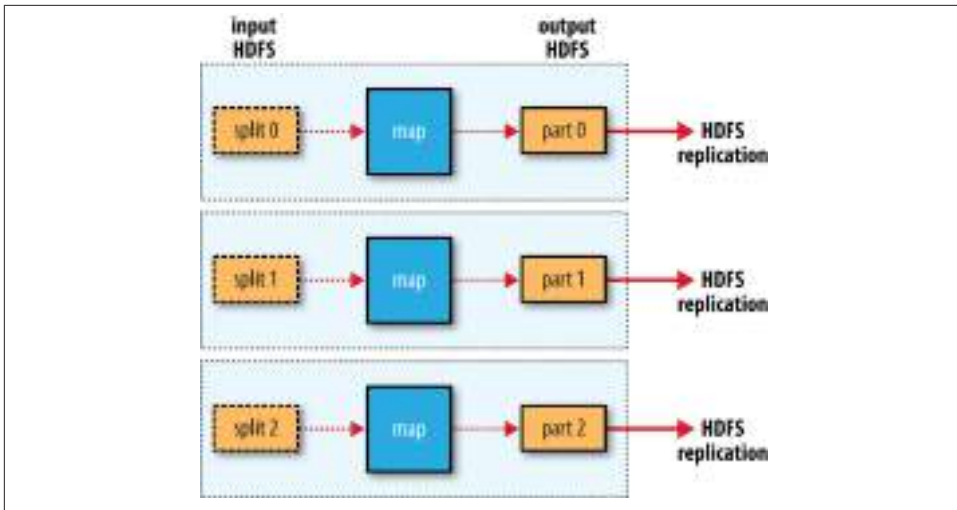 input
HDFS
output
HDFS
split 0
map
part 0
HDFS
replication
split 1
map
part 1
HDFS
replication
split 2
map
part 2
HDFS
replication